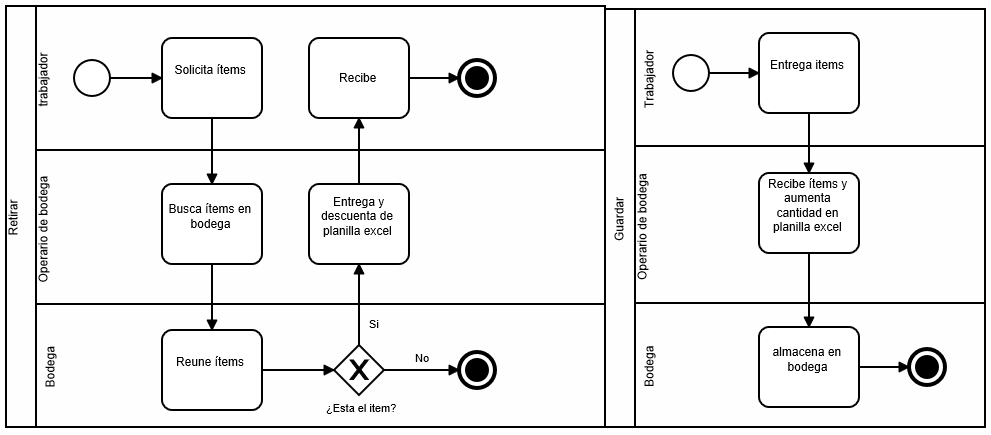 Retirar
trabajador
Solicita ítems
Recibe
Operario de bodega
Busca ítems en
bodega
Entrega y
descuenta de
planilla excel
Bodega
Reune ítems
Si
No
¿Esta el item?
Guardar
Trabajador
Entrega items
Operario de bodega
Recibe ítems y
aumenta
cantidad en
planilla excel
Bodega
almacena en
bodega